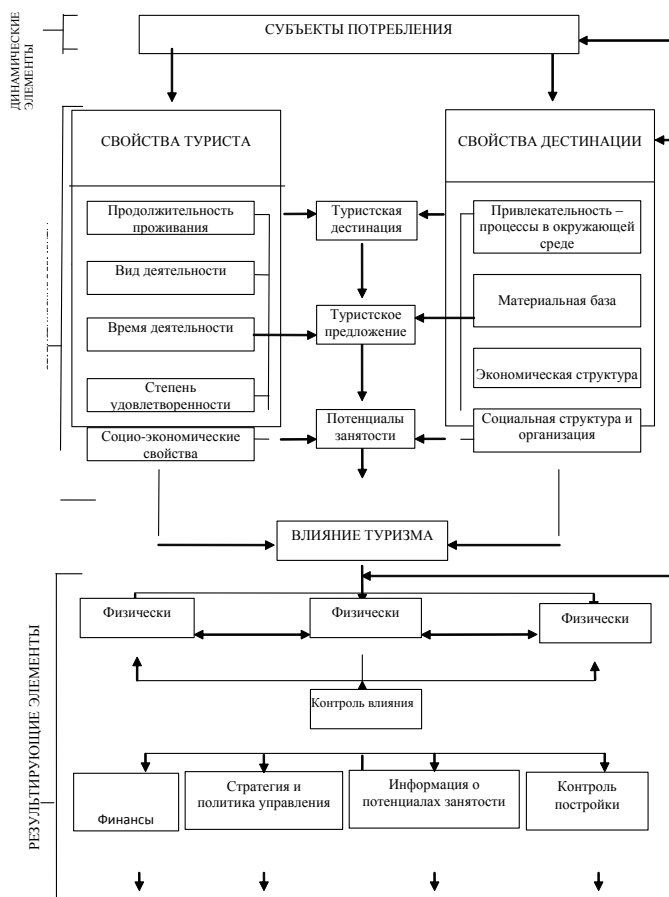 ДИНАМИЧЕСКИЕ
ЭЛЕМЕНТЫ
СУБЪЕКТЫ ПОТРЕБЛЕНИЯ
СВОЙСТВА ТУРИСТА
СВОЙСТВА ДЕСТИНАЦИИ
Продолжительность
проживания
Туристская
дестинация
Привлекательность –
процессы в окружающей
среде
Вид деятельности
Материальная база
Время деятельности
Туристское
предложение
Экономическая структура
Степень
удовлетворенности
Потенциалы
занятости
Социальная структура и
организация
Социо-экономические
свойства
ВЛИЯНИЕ ТУРИЗМА
РЕЗУЛЬТИРУЮЩИЕ ЭЛЕМЕНТЫ
Физически
Физически
Физически
Контроль влияния
Финансы
Стратегия и
политика управления
Информация о
потенциалах занятости
Контроль
постройки